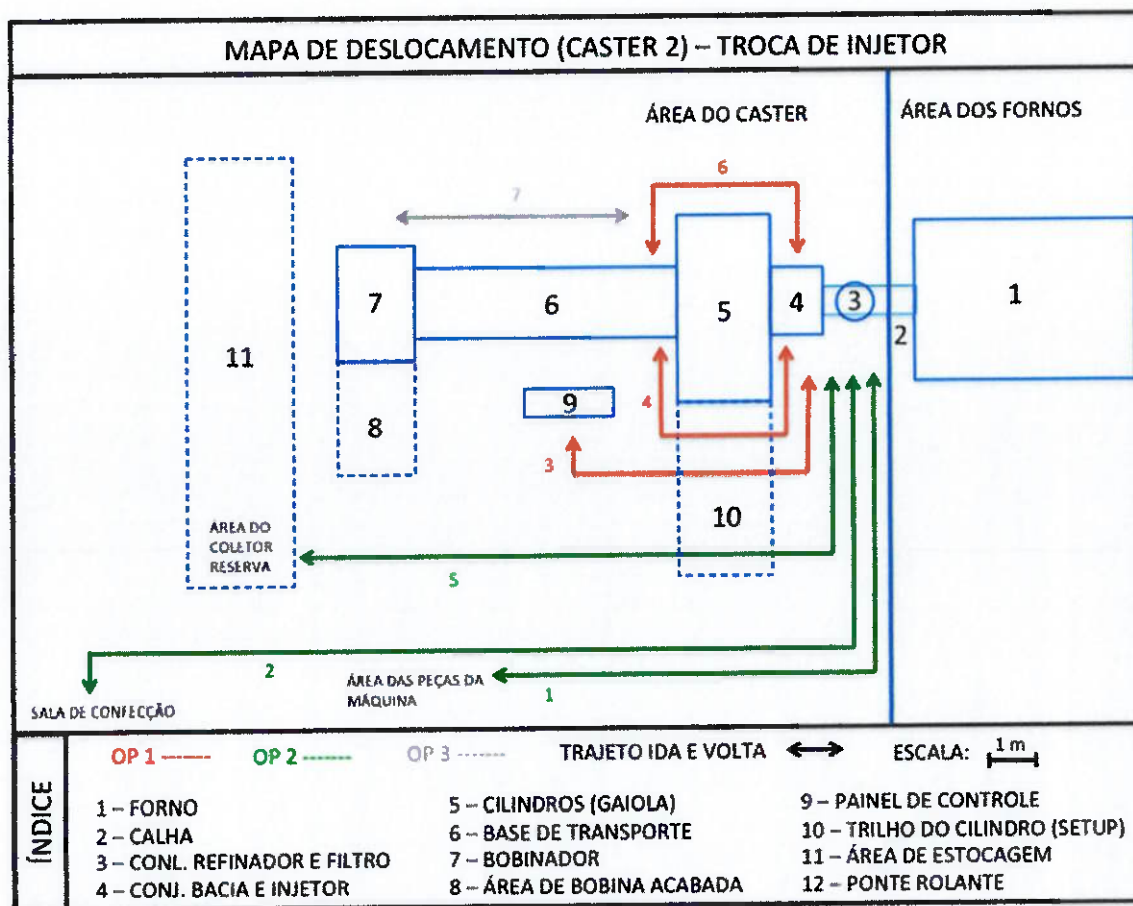 MAPA DE DESLOCAMENTO (CASTER 2) – TROCA DE INJETOR
ÁREA DO CASTER
ÁREA DOS FORNOS
6
7
7
6
5
4
3
1
2
11
8
9
4
3
10
ÁREA DO
COLETOR
RESERVA
5
2
ÁREA DAS PEÇAS DA
MÁQUINA
1
SALA DE CONFECÇÃO
ÍNDICE
OP 1 ------ OP 2 ------- OP 3 ------ TRAJETO IDA E VOLTA ESCALA: 1 m
1 – FORNO
2 – CALHA
3 – CONL. REFINADOR E FILTRO
4 – CONJ. BACIA E INJETOR
5 – CILINDROS (GAIOLA)
6 – BASE DE TRANSPORTE
7 – BOBINADOR
8 – ÁREA DE BOBINA ACABADA
9 – PAINEL DE CONTROLE
10 – TRILHO DO CILINDRO (SETUP)
11 – ÁREA DE ESTOCAGEM
12 – PONTE ROLANTE